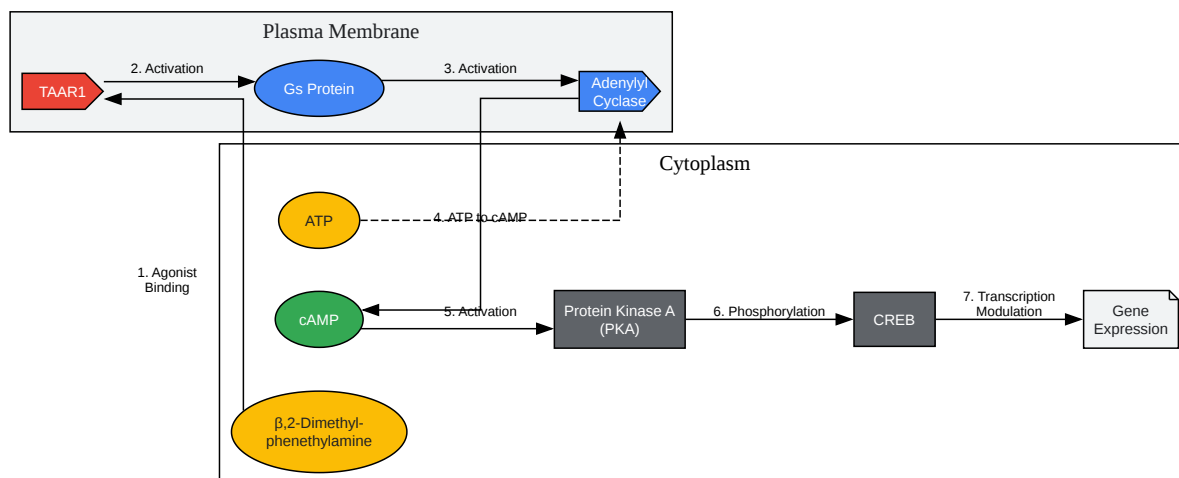 Plasma Membrane
2. Activation
3. Activation
TAAR1
Gs Protein
Adenylyl
Cyclase
Cytoplasm
ATP
4. ATP to cAMP
1. Agonist
Binding
cAMP
5. Activation
Protein Kinase A
(PKA)
6. Phosphorylation
CREB
7. Transcription
Modulation
Gene
Expression
β,2-Dimethyl-
phenethylamine